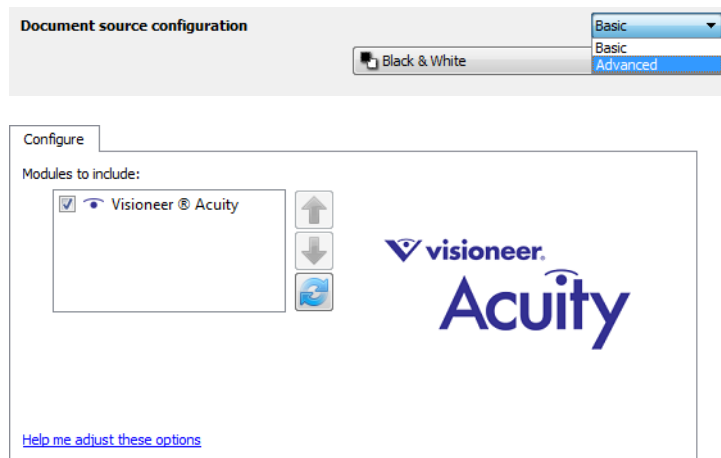 Document source configuration
Basic
Basic
Black & White
Advanced
Configure
Modules to include:
Visioneer ® Acuity
visioneer.
Acuity
Help me adjust these options